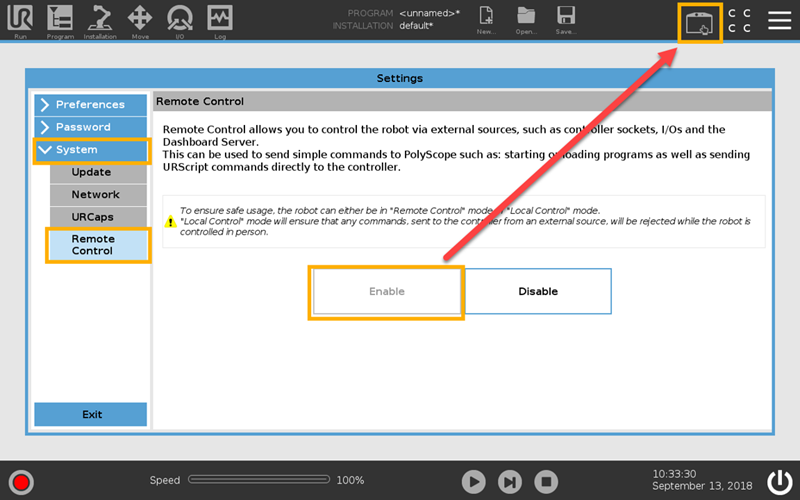 UR
PROGRAM <unnamed>*
INSTALLATION default*
C C
C C
Run Program Installation Move I/O Log New... Open... Save...
Settings
Preferences
Password
System
Update
Network
URCaps
Remote
Control
Exit
Remote Control
Remote Control allows you to control the robot via external sources, such as controller sockets, I/Os and the
Dashboard Server.
This can be used to send simple commands to PolyScope such as: starting or loading programs as well as sending
URScript commands directly to the controller.
To ensure safe usage, the robot can either be in "Remote Control" mode or "Local Control" mode.
"Local Control" mode will ensure that any commands, sent to the controller from an external source, will be rejected while the robot is
controlled in person.
Enable
Disable
Speed 100%
10:33:30
September 13, 2018